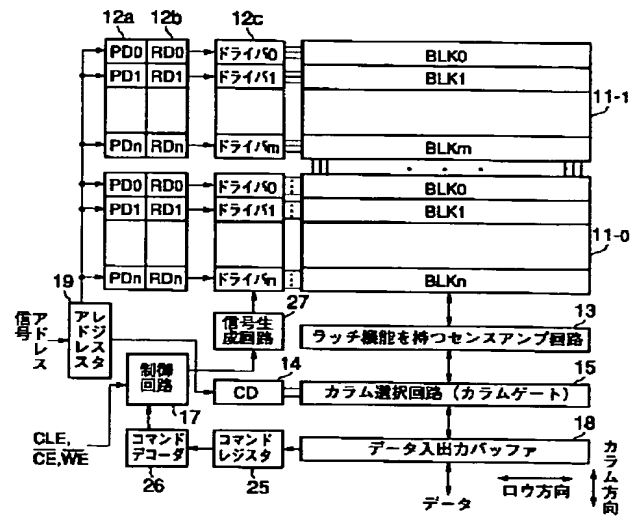 12a 12b 12c
PD0 RD0 ドライバ0 BLK0
PD1 RD1 ドライバ1 BLK1
11-1
PDn RDn ドライバm BLKm
PD0 RD0 ドライバ0 BLK0
PD1 RD1 ドライバ1 BLK1
11-0
PDn RDn ドライバn BLKn
19
27
13
アドレス信号
アドレスレジスタ
信号生成回路
ラッチ機能を持つセンスアンプ回路
制御回路
14
15
17
CD
カラム選択回路 (カラムゲート)
18
CLE,
CE,WE
コマンドデコーダ
コマンドレジスタ
データ入出力バッファ
26
25
データ
ロウ方向
カラム方向